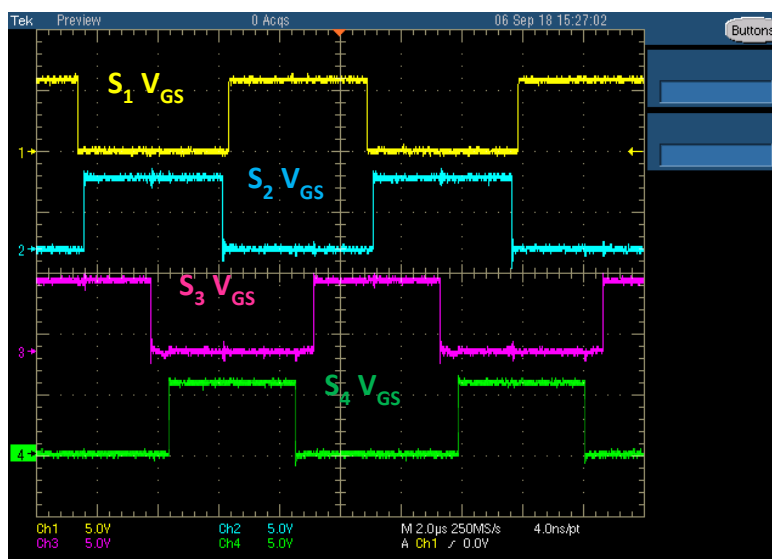 Tek Preview 0 Acqs 06 Sep 18 15:27:02
Buttons
S1 VGS
1
S2 VGS
2
S3 VGS
3
S4 VGS
4
Ch1 5.0V Ch2 5.0V M 2.0µs 250MS/s 4.0ns/pt
Ch3 5.0V Ch4 5.0V A Ch1 ∕ 0.0V